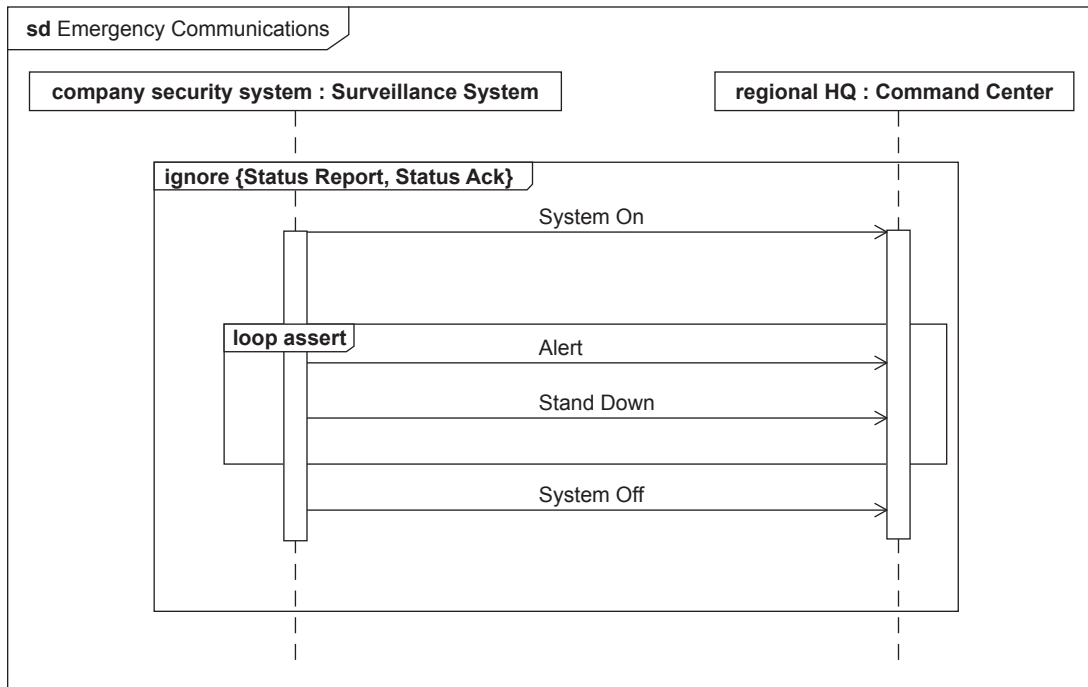 sd Emergency Communications
company security system : Surveillance System
regional HQ : Command Center
ignore {Status Report, Status Ack}
System On
loop assert
Alert
Stand Down
System Off